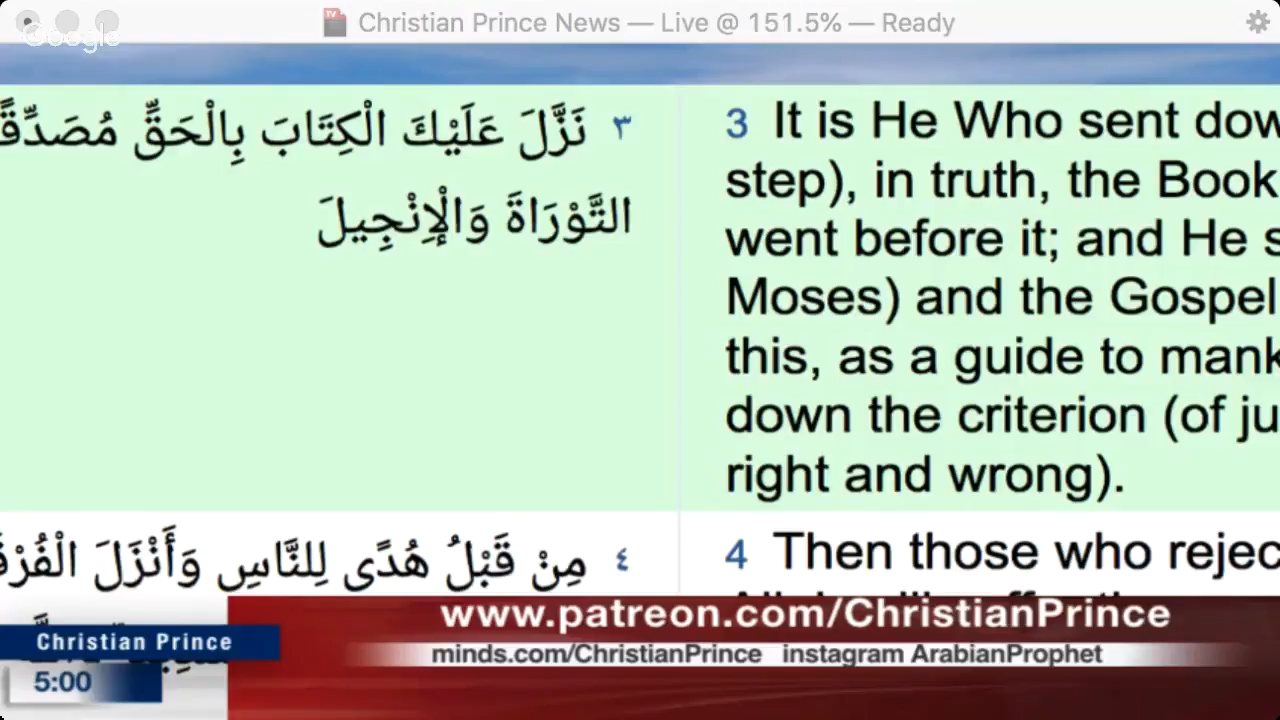 Christian Prince News — Live @ 151.5% — Ready
Google
٣ نَزَّلَ عَلَيْكَ الْكِتَابَ بِالْحَقِّ مُصَدِّقًا
التَّوْرَاةَ وَالْإِنْجِيلَ
3 It is He Who sent dow
step), in truth, the Book
went before it; and He s
Moses) and the Gospel
this, as a guide to mank
down the criterion (of ju
right and wrong).
٤ مِنْ قَبْلُ هُدًى لِلنَّاسِ وَأَنْزَلَ الْفُرْقَ
4 Then those who rejec
www.patreon.com/ChristianPrince
Christian Prince
minds.com/ChristianPrince instagram ArabianProphet
5:00